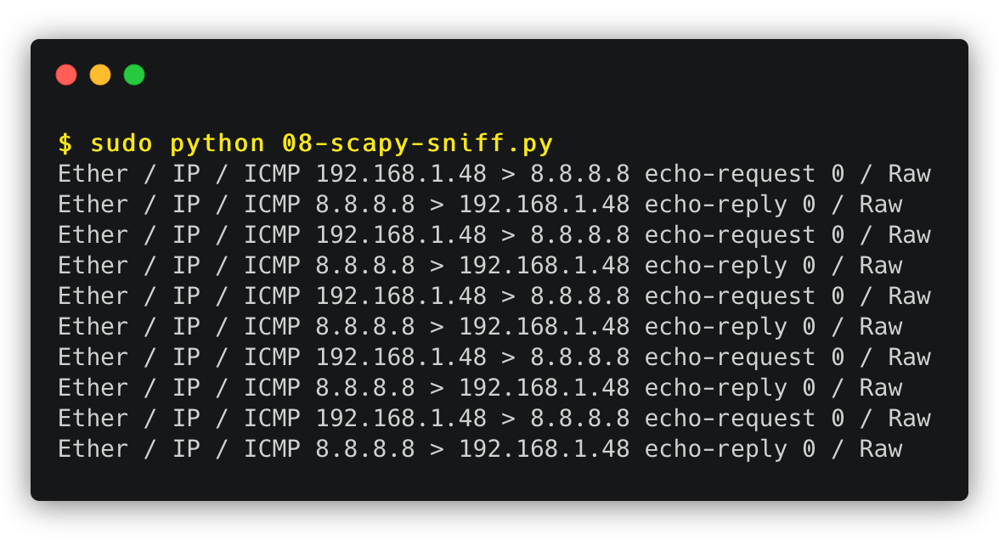 $ sudo python 08-scapy-sniff.py
Ether / IP / ICMP 192.168.1.48 > 8.8.8.8 echo-request 0 / Raw
Ether / IP / ICMP 8.8.8.8 > 192.168.1.48 echo-reply 0 / Raw
Ether / IP / ICMP 192.168.1.48 > 8.8.8.8 echo-request 0 / Raw
Ether / IP / ICMP 8.8.8.8 > 192.168.1.48 echo-reply 0 / Raw
Ether / IP / ICMP 192.168.1.48 > 8.8.8.8 echo-request 0 / Raw
Ether / IP / ICMP 8.8.8.8 > 192.168.1.48 echo-reply 0 / Raw
Ether / IP / ICMP 192.168.1.48 > 8.8.8.8 echo-request 0 / Raw
Ether / IP / ICMP 8.8.8.8 > 192.168.1.48 echo-reply 0 / Raw
Ether / IP / ICMP 192.168.1.48 > 8.8.8.8 echo-request 0 / Raw
Ether / IP / ICMP 8.8.8.8 > 192.168.1.48 echo-reply 0 / Raw